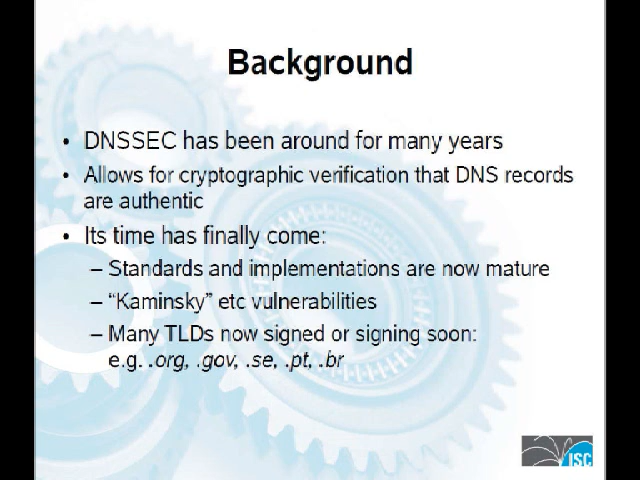 Background
• DNSSEC has been around for many years
• Allows for cryptographic verification that DNS records
are authentic
• Its time has finally come:
– Standards and implementations are now mature
– “Kaminsky” etc vulnerabilities
– Many TLDs now signed or signing soon:
e.g. .org, .gov, .se, .pt, .br
ISC